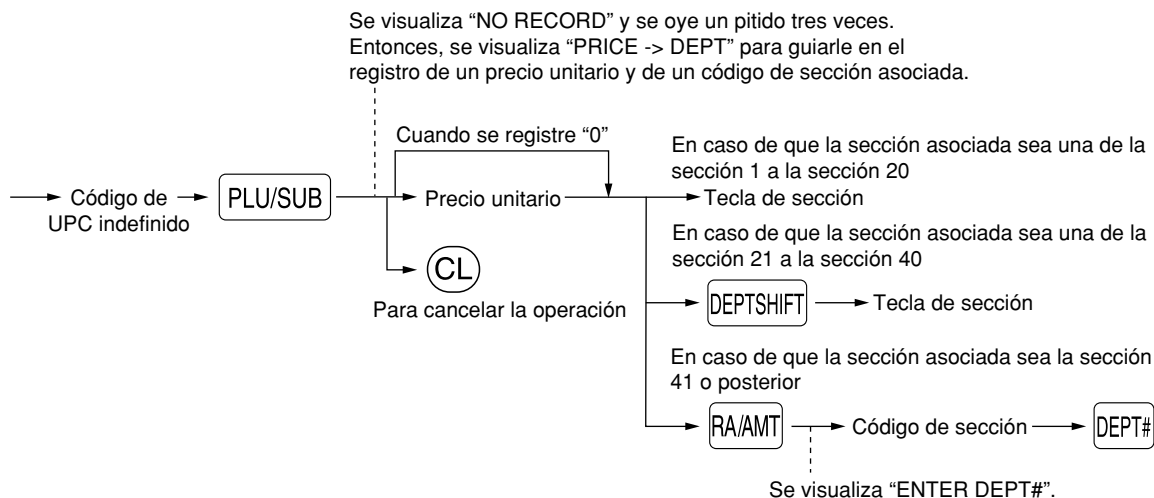 Se visualiza “NO RECORD” y se oye un pitido tres veces.
Entonces, se visualiza “PRICE -> DEPT” para guiarle en el
registro de un precio unitario y de un código de sección asociada.
Cuando se registre “0”
En caso de que la sección asociada sea una de la
sección 1 a la sección 20
Código de
UPC indefinido
PLU/SUB
Precio unitario
Tecla de sección
En caso de que la sección asociada sea una de la
sección 21 a la sección 40
CL
Para cancelar la operación
DEPTSHIFT
Tecla de sección
En caso de que la sección asociada sea la sección
41 o posterior
RA/AMT
Código de sección
DEPT#
Se visualiza “ENTER DEPT#”.